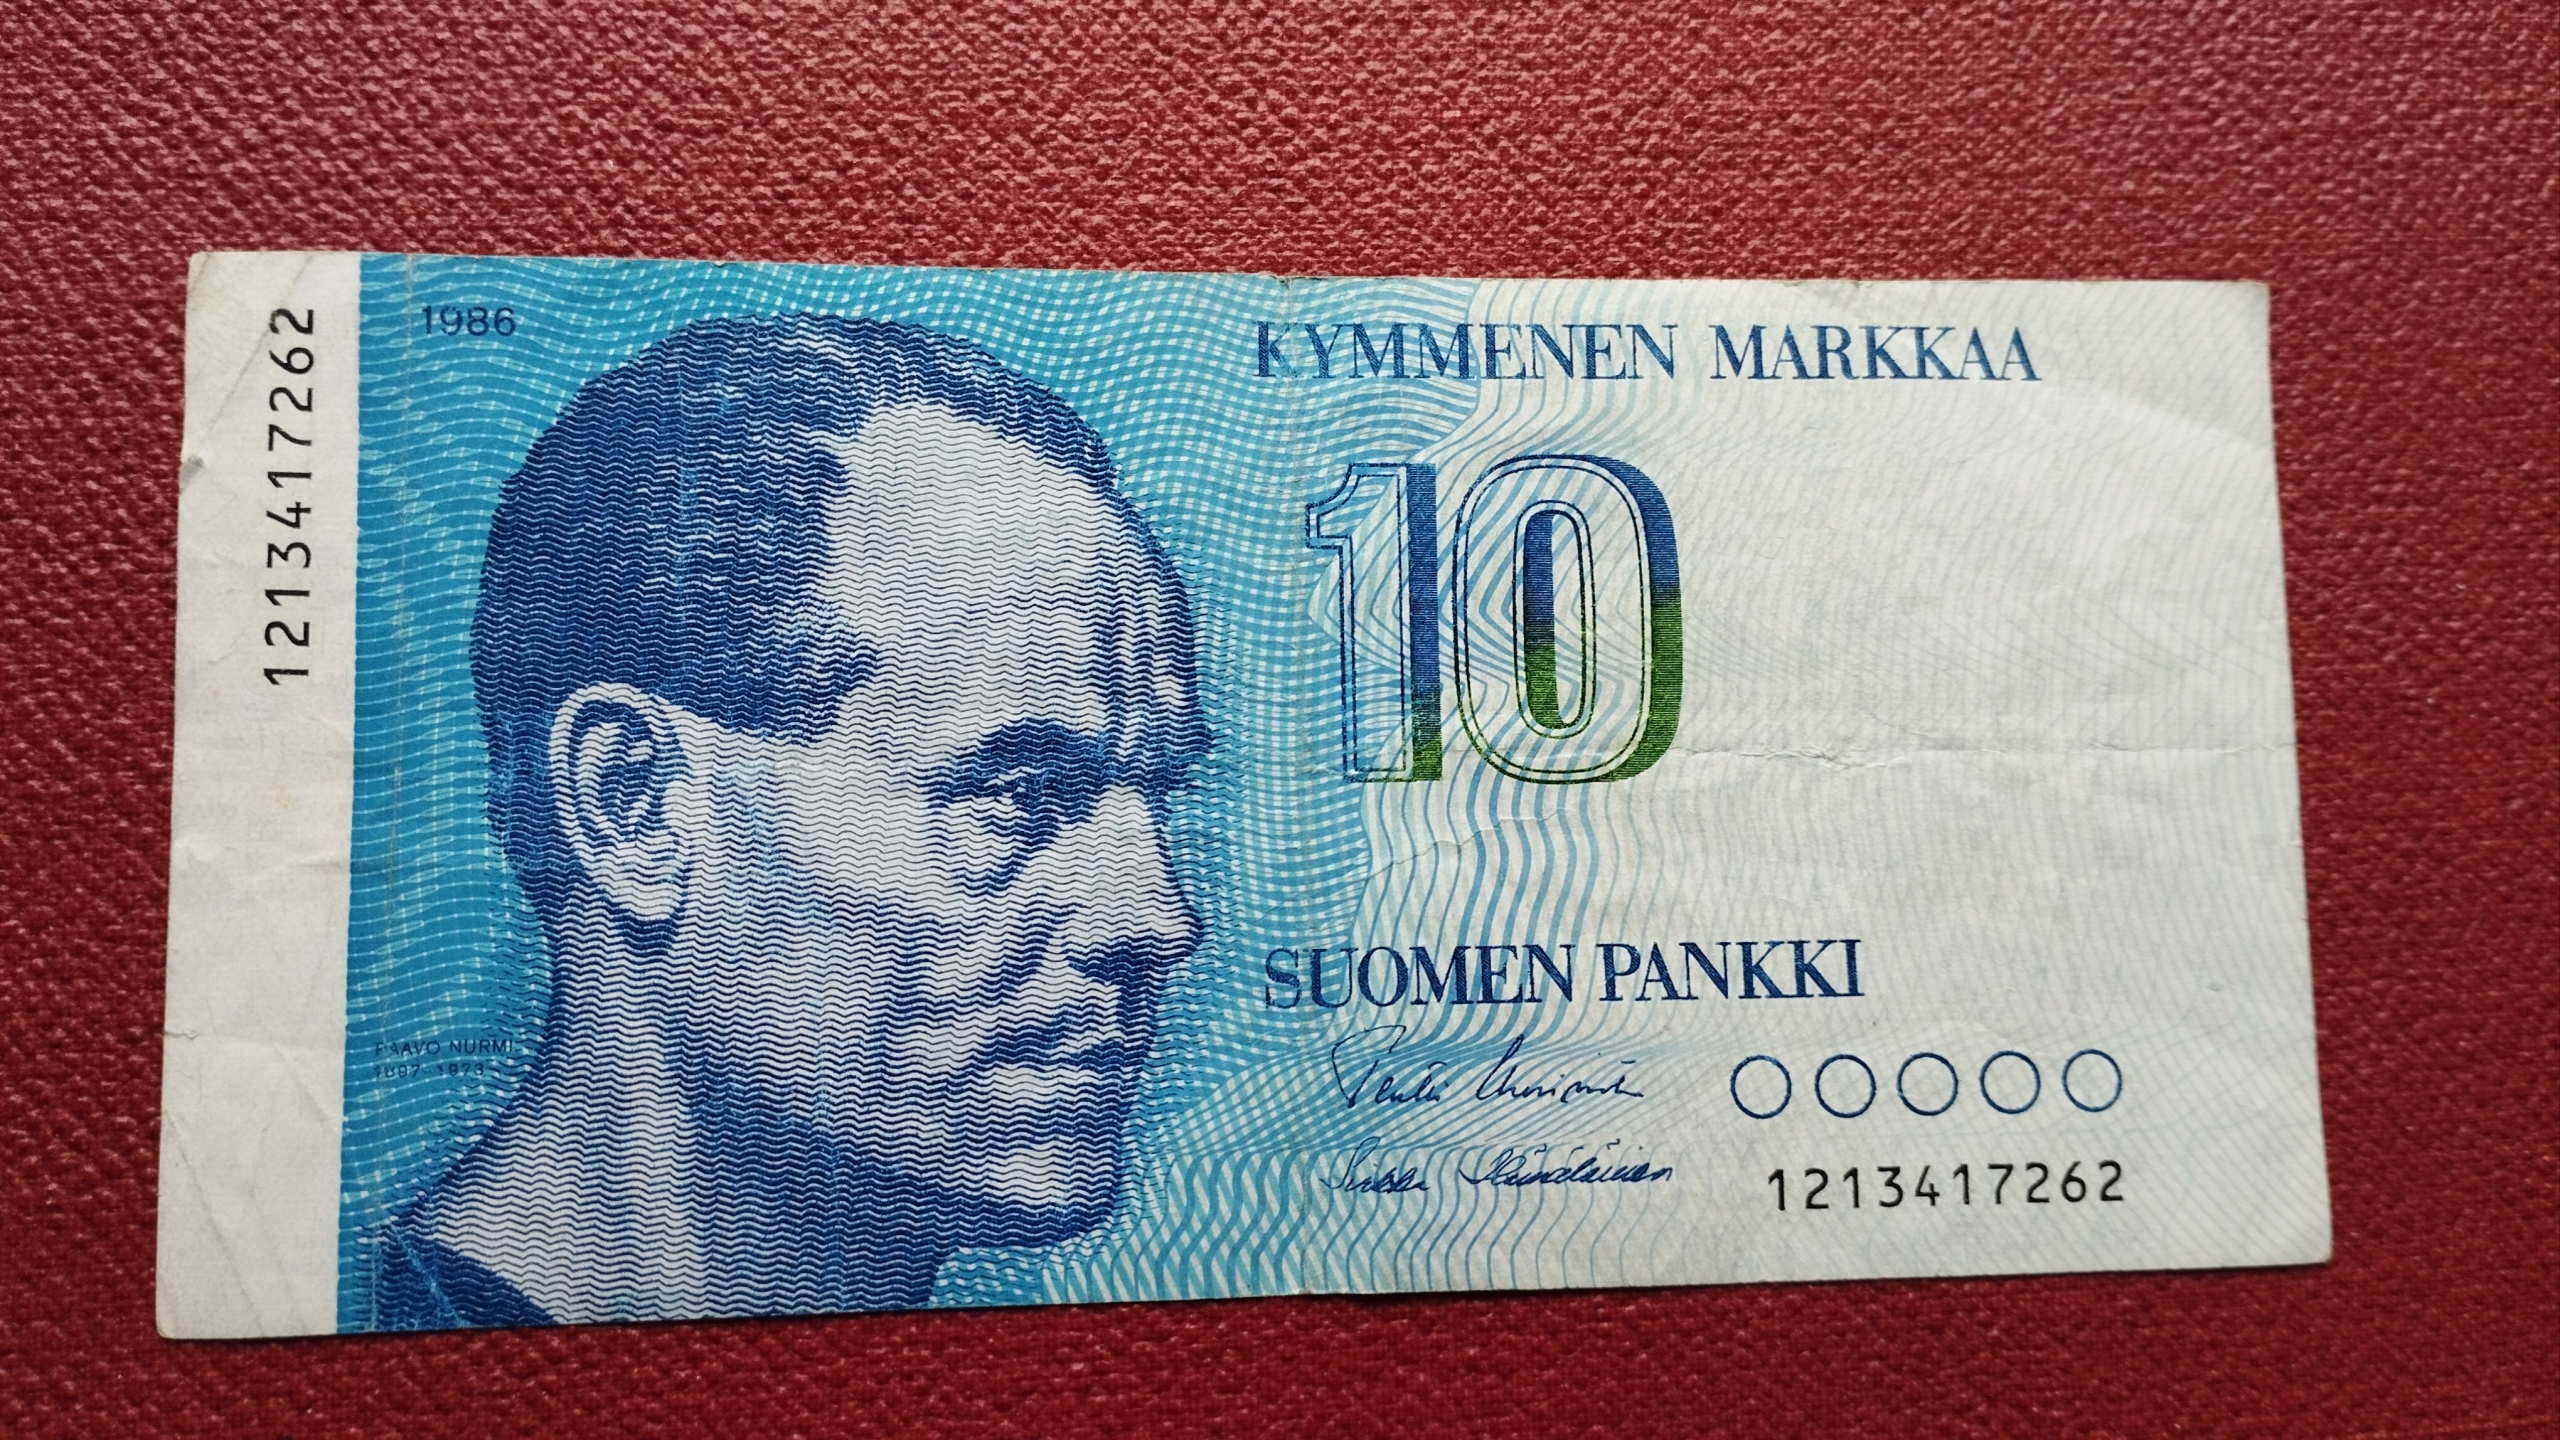 1213417262
1986
KYMMENEN MARKKAA
10
SUOMEN PANKKI
PAAVO NURMI
1897-1973
1213417262